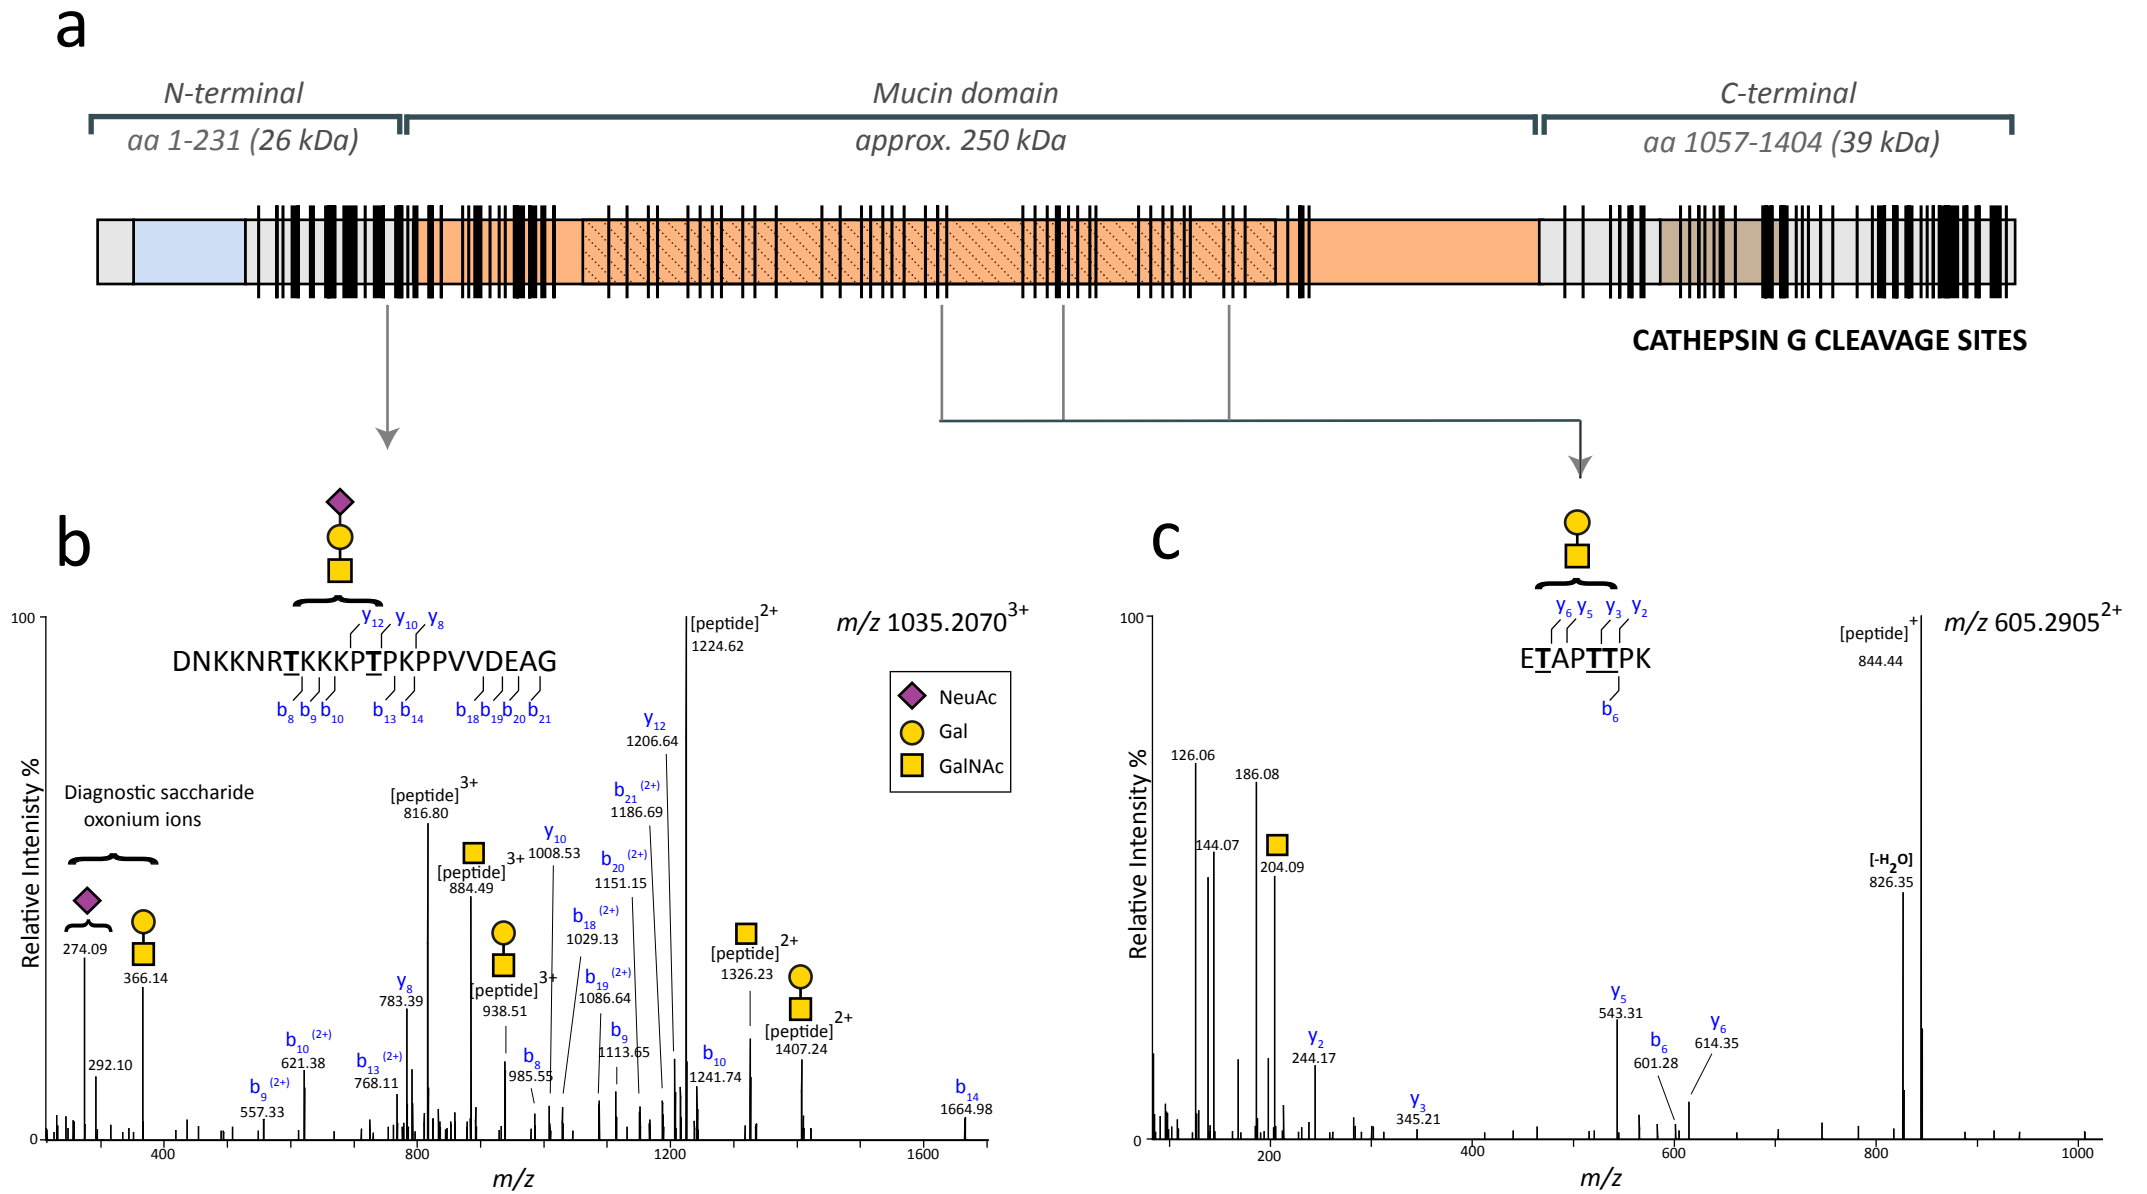 a
N-terminal
Mucin domain
C-terminal
aa 1-231 (26 kDa)
approx. 250 kDa
aa 1057-1404 (39 kDa)
CATHEPSIN G CLEAVAGE SITES
b
m/z 1035.2070³⁺
y₁₂ y₁₀ y₈
DNKKNRTKKKPTPKPPVVDEAG
b₈ b₉ b₁₀ b₁₃ b₁₄ b₁₈ b₁₉ b₂₀ b₂₁
NeuAc
Gal
GalNAc
Relative Intenisty %
100
0
Diagnostic saccharide
oxonium ions
274.09
292.10
366.14
b₉ ⁽²⁺⁾
557.33
b₁₀ ⁽²⁺⁾
621.38
b₁₃ ⁽²⁺⁾
768.11
y₈
783.39
[peptide]³⁺
816.80
[peptide]³⁺
884.49
[peptide]³⁺
938.51
b₈
985.55
y₁₀
1008.53
b₁₈ ⁽²⁺⁾
1029.13
b₁₉ ⁽²⁺⁾
1086.64
b₉
1113.65
b₂₀ ⁽²⁺⁾
1151.15
b₂₁ ⁽²⁺⁾
1186.69
y₁₂
1206.64
[peptide]²⁺
1224.62
b₁₀
1241.74
[peptide]²⁺
1326.23
[peptide]²⁺
1407.24
b₁₄
1664.98
400 800 1200 1600
m/z
c
m/z 605.2905²⁺
y₆ y₅ y₃ y₂
ETAPTTPK
b₆
Relative Intensity %
100
0
126.06
144.07
186.08
204.09
y₂
244.17
y₃
345.21
y₅
543.31
b₆
601.28
y₆
614.35
[-H₂O]
826.35
[peptide]⁺
844.44
200 400 600 800 1000
m/z